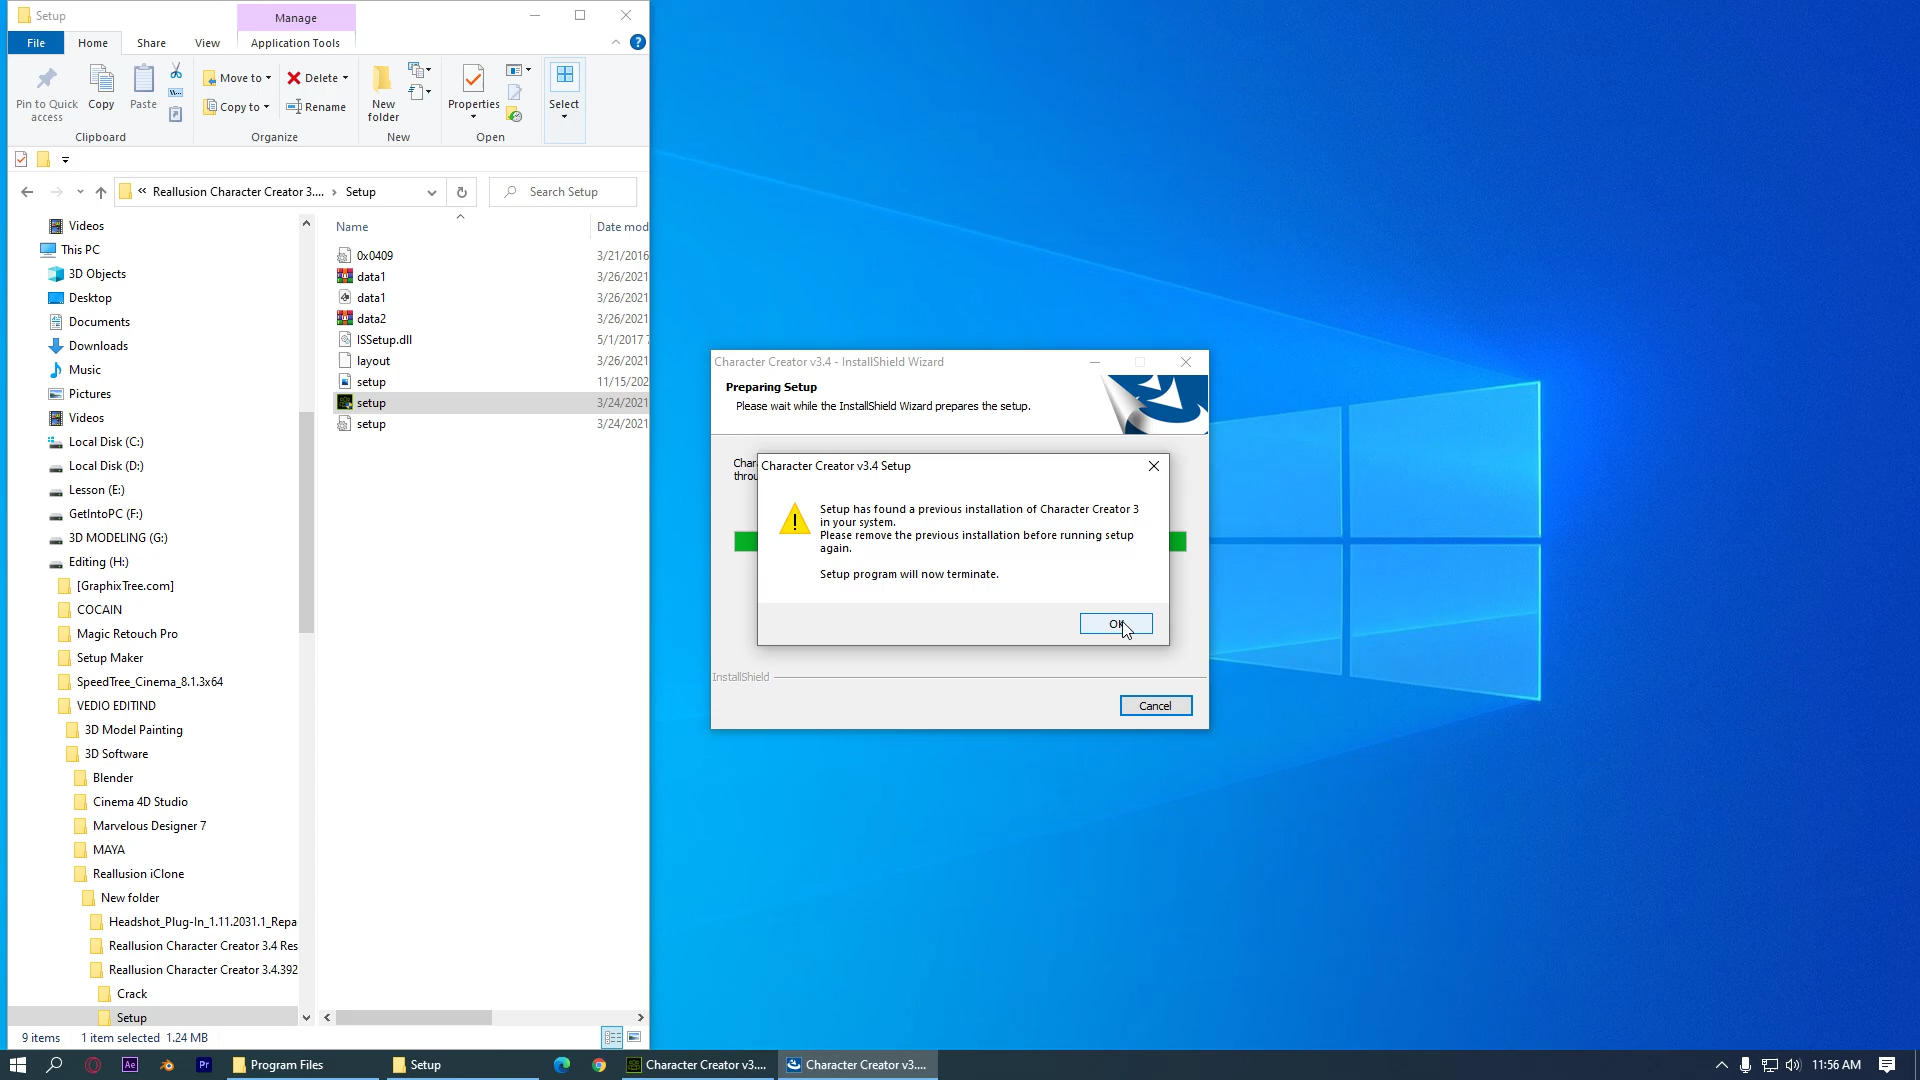 Setup
Manage
File
Home
Share
View
Application Tools
Pin to Quick
access
Copy
Paste
Move to
Copy to
Delete
Rename
New
folder
Properties
Select
Clipboard
Organize
New
Open
« Reallusion Character Creator 3.... › Setup
Search Setup
Videos
This PC
3D Objects
Desktop
Documents
Downloads
Music
Pictures
Videos
Local Disk (C:)
Local Disk (D:)
Lesson (E:)
GetIntoPC (F:)
3D MODELING (G:)
Editing (H:)
[GraphixTree.com]
COCAIN
Magic Retouch Pro
Setup Maker
SpeedTree_Cinema_8.1.3x64
VEDIO EDITIND
3D Model Painting
3D Software
Blender
Cinema 4D Studio
Marvelous Designer 7
MAYA
Reallusion iClone
New folder
Headshot_Plug-In_1.11.2031.1_Repa
Reallusion Character Creator 3.4 Res
Reallusion Character Creator 3.4.392
Crack
Setup
Name
Date mod
0x0409 3/21/2016
data1 3/26/2021
data1 3/26/2021
data2 3/26/2021
ISSetup.dll 5/1/2017 7
layout 3/26/2021
setup 11/15/202
setup 3/24/2021
setup 3/24/2021
9 items
1 item selected 1.24 MB
Character Creator v3.4 - InstallShield Wizard
Preparing Setup
Please wait while the InstallShield Wizard prepares the setup.
Char
throu
Character Creator v3.4 Setup
Setup has found a previous installation of Character Creator 3
in your system.
Please remove the previous installation before running setup
again.
Setup program will now terminate.
OK
InstallShield
Cancel
Ae
Pr
Program Files
Setup
Character Creator v3....
Character Creator v3....
11:56 AM